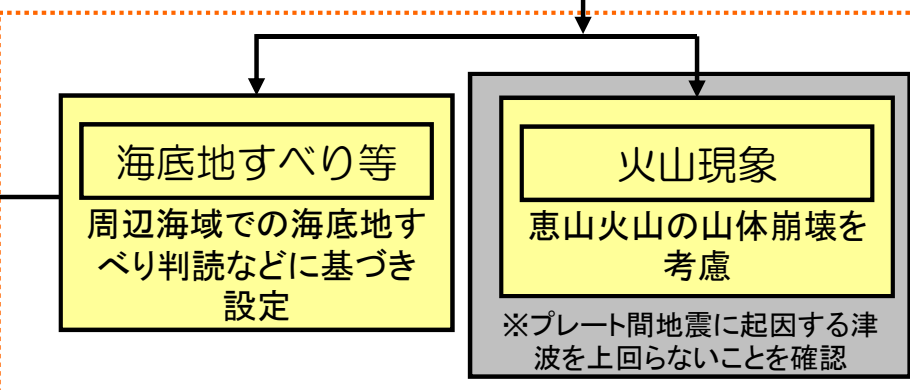 海底地すべり等
周辺海域での海底地す
べり判読などに基づき
設定
火山現象
恵山火山の山体崩壊を
考慮
※プレート間地震に起因する津
波を上回らないことを確認